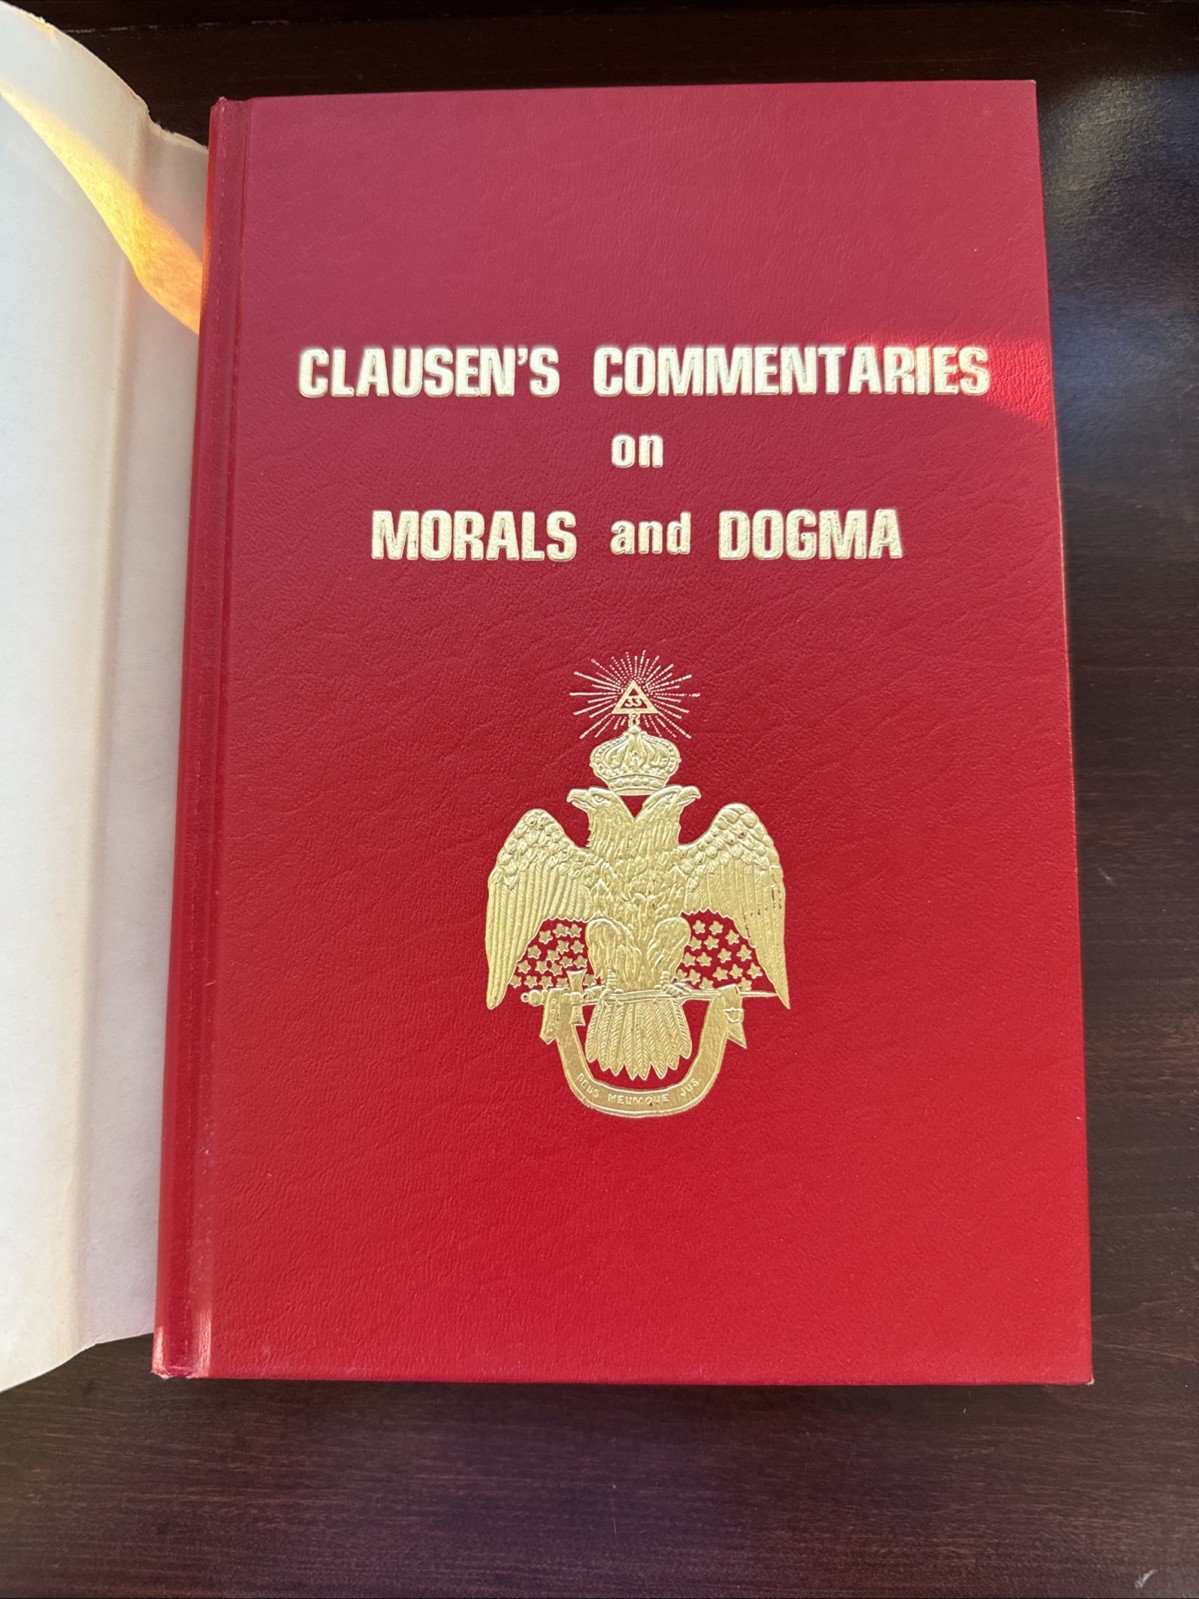 CLAUSEN'S COMMENTARIES
on
MORALS and DOGMA
33
DEUS MEUMQUE JUS